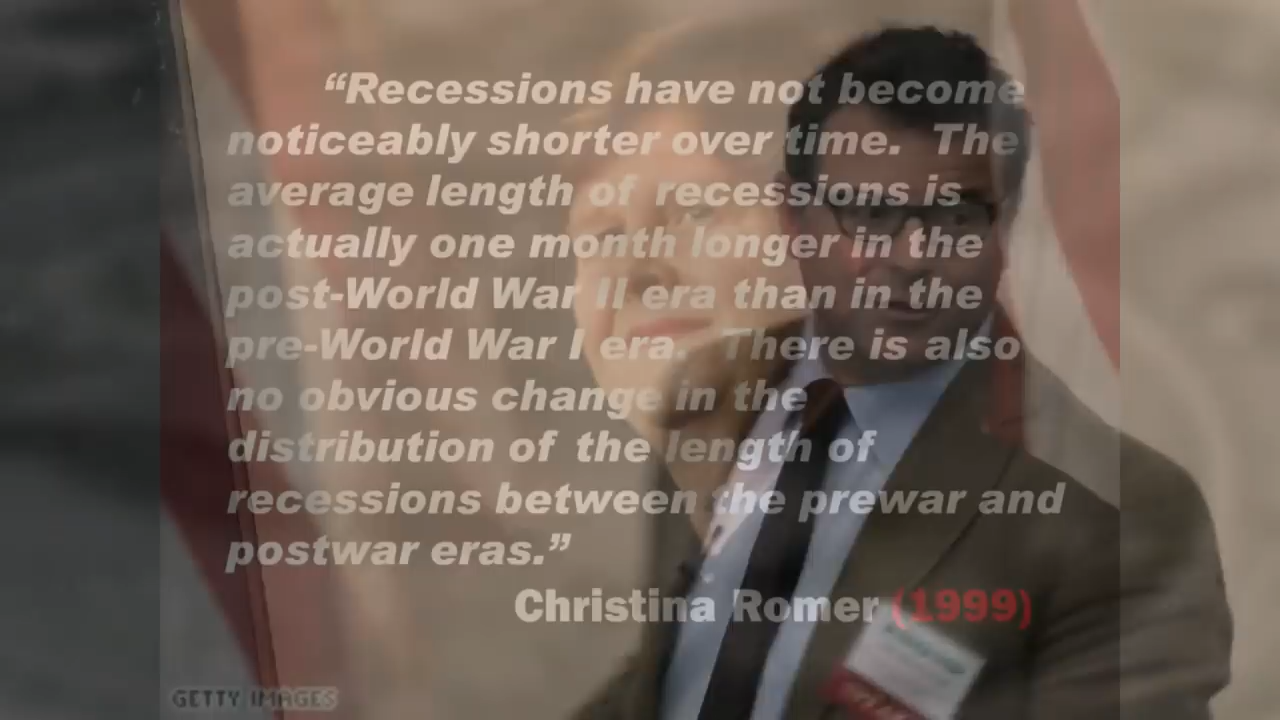 “Recessions have not become
noticeably shorter over time. The
average length of recessions is
actually one month longer in the
post-World War II era than in the
pre-World War I era. There is also
no obvious change in the
distribution of the length of
recessions between the prewar and
postwar eras.”
Christina Romer (1999)
GETTY IMAGES